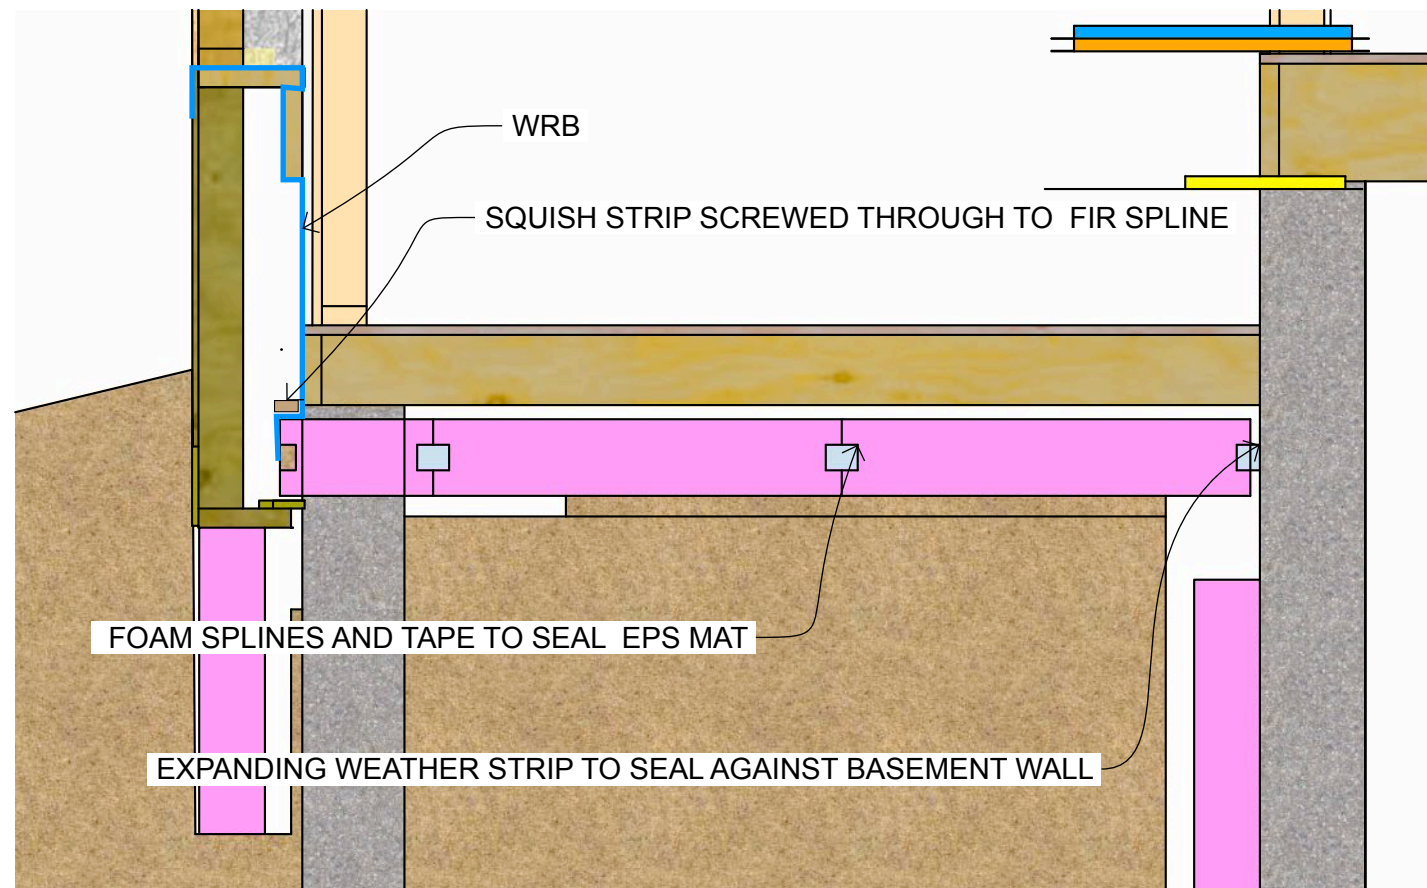 WRB
SQUISH STRIP SCREWED THROUGH TO FIR SPLINE
FOAM SPLINES AND TAPE TO SEAL EPS MAT
EXPANDING WEATHER STRIP TO SEAL AGAINST BASEMENT WALL